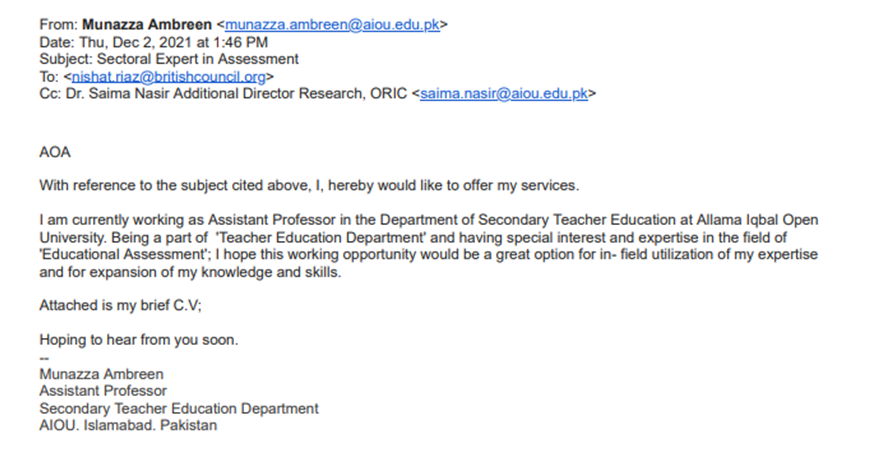 From: Munazza Ambreen <munazza.ambreen@aiou.edu.pk>
Date: Thu, Dec 2, 2021 at 1:46 PM
Subject: Sectoral Expert in Assessment
To: <nishat.riaz@britishcouncil.org>
Cc: Dr. Saima Nasir Additional Director Research, ORIC <saima.nasir@aiou.edu.pk>
AOA
With reference to the subject cited above, I, hereby would like to offer my services.
I am currently working as Assistant Professor in the Department of Secondary Teacher Education at Allama Iqbal Open
University. Being a part of 'Teacher Education Department' and having special interest and expertise in the field of
'Educational Assessment'; I hope this working opportunity would be a great option for in- field utilization of my expertise
and for expansion of my knowledge and skills.
Attached is my brief C.V;
Hoping to hear from you soon.
--
Munazza Ambreen
Assistant Professor
Secondary Teacher Education Department
AIOU. Islamabad. Pakistan